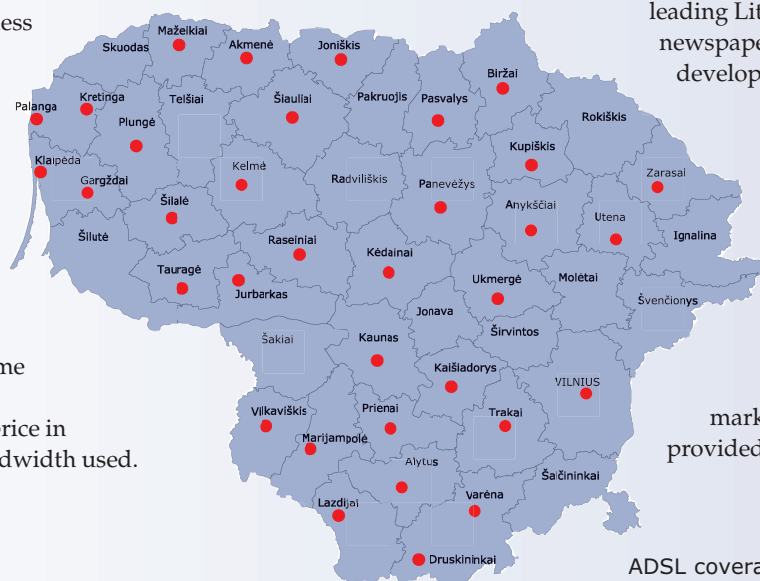 ness
leading Lit
newspape
develop
Mažeikiai
Skuodas
Akmenė
Joniškis
Biržai
Palanga
Kretinga
Telšiai
Šiauliai
Pakruojis
Pasvalys
Rokiškis
Plungė
Kupiškis
Klaipėda
Gargždai
Kelmė
Radviliškis
Panevėžys
Zarasai
Šilalė
Anykščiai
Utena
Šilutė
Raseiniai
Kėdainai
Ignalina
Tauragė
Jurbarkas
Ukmergė
Molėtai
Švenčionys
Jonava
Šakiai
Kaunas
Širvintos
Kaišiadorys
VILNIUS
me
Vilkaviškis
Prienai
Trakai
Marijampolė
rice in
dwidth used.
mark
provided
Alytus
Šalčininkai
Lazdijai
Varėna
Druskininkai
ADSL covera